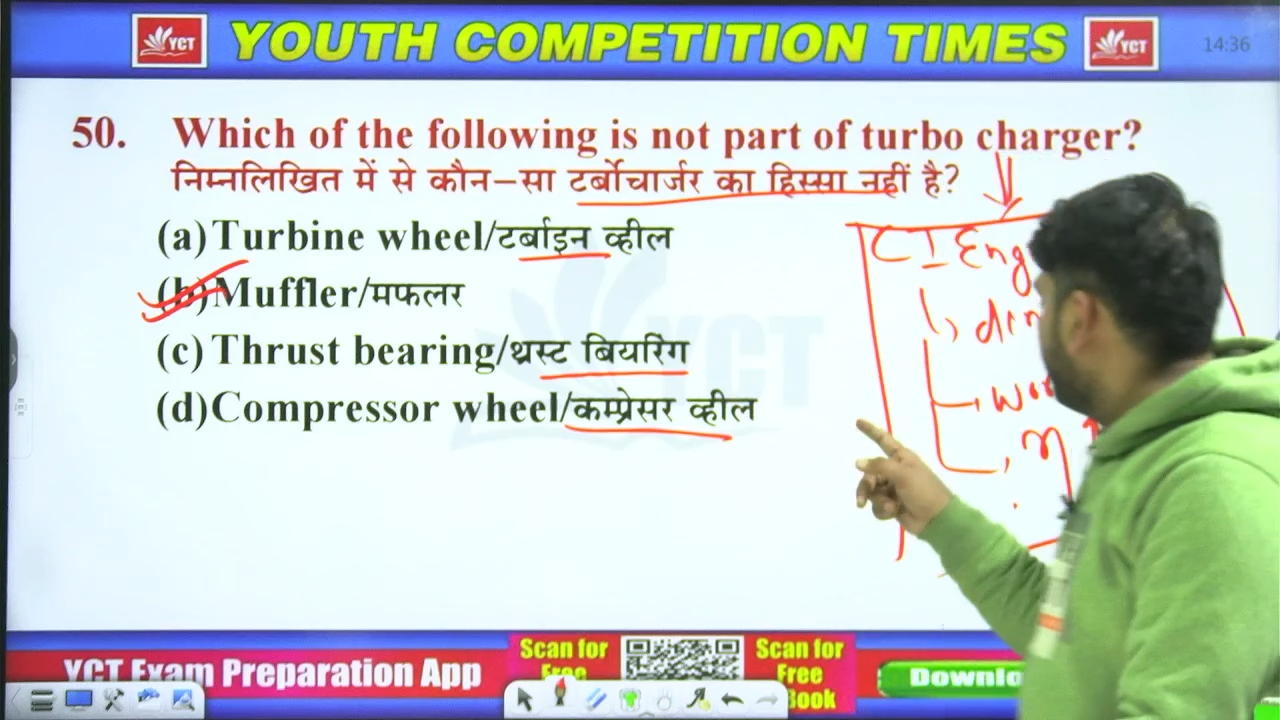 YCT
YOUTH COMPETITION TIMES
YCT
14:36
50. Which of the following is not part of turbo charger?
निम्नलिखित में से कौन-सा टर्बोचार्जर का हिस्सा नहीं है?
(a) Turbine wheel/टर्बाइन व्हील
(b) Muffler/मफलर
(c) Thrust bearing/थ्रस्ट बियरिंग
(d) Compressor wheel/कम्प्रेसर व्हील
YCT
CI Eng
η
YCT Exam Preparation App
Scan for
Free
Scan for
Free
Book